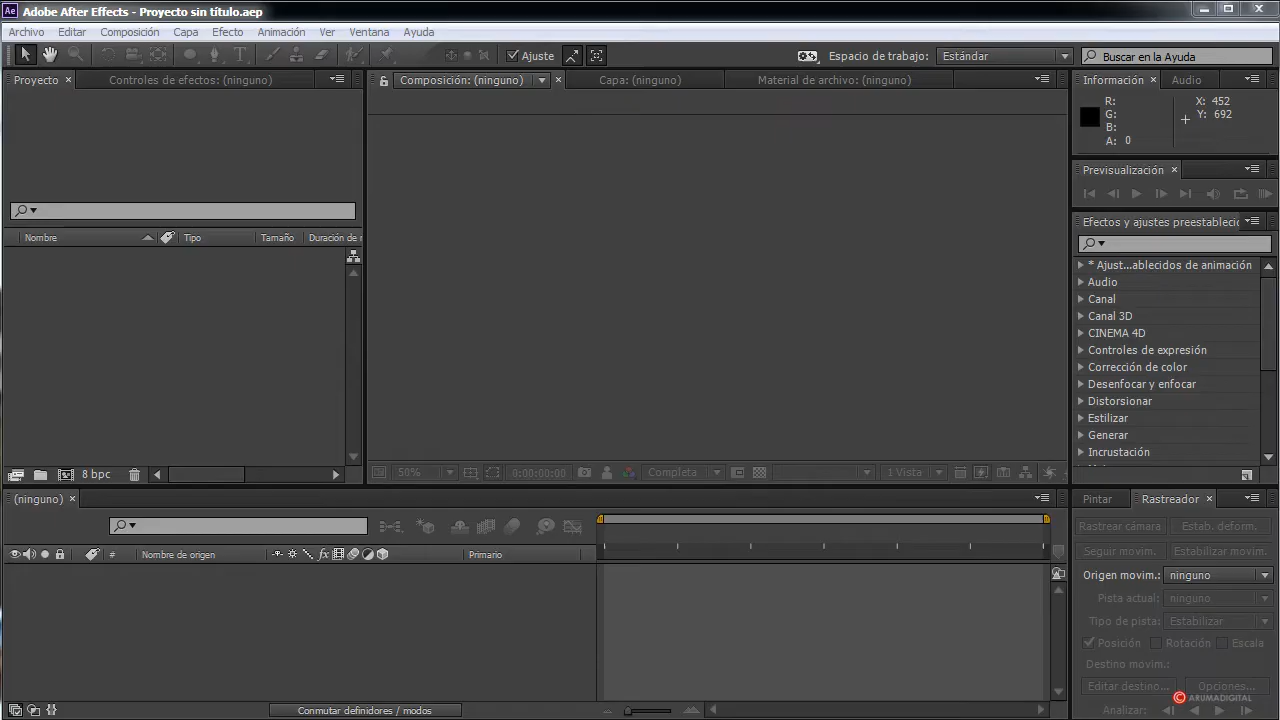 Ae Adobe After Effects - Proyecto sin título.aep
Archivo Editar Composición Capa Efecto Animación Ver Ventana Ayuda
Ajuste Espacio de trabajo: Estándar Buscar en la Ayuda
Proyecto Controles de efectos: (ninguno) Composición: (ninguno) Capa: (ninguno) Material de archivo: (ninguno) Información Audio
R: X: 452
G: Y: 692
B:
A: 0
Previsualización
Efectos y ajustes preestablecic
Nombre Tipo Tamaño Duración de
* Ajust...ablecidos de animación
Audio
Canal
Canal 3D
CINEMA 4D
Controles de expresión
Corrección de color
Desenfocar y enfocar
Distorsionar
Estilizar
Generar
Incrustación
8 bpc 50% 0:00:00:00 Completa 1 Vista
(ninguno) Pintar Rastreador
Rastrear cámara Estab. deform.
Seguir movim. Estabilizar movim.
# Nombre de origen fx Primario
Origen movim.: ninguno
Pista actual: ninguno
Tipo de pista: Estabilizar
Posición Rotación Escala
Destino movim.:
Editar destino... Opciones...
© ARUMADIGITAL
Analizar:
Conmutar definidores / modos